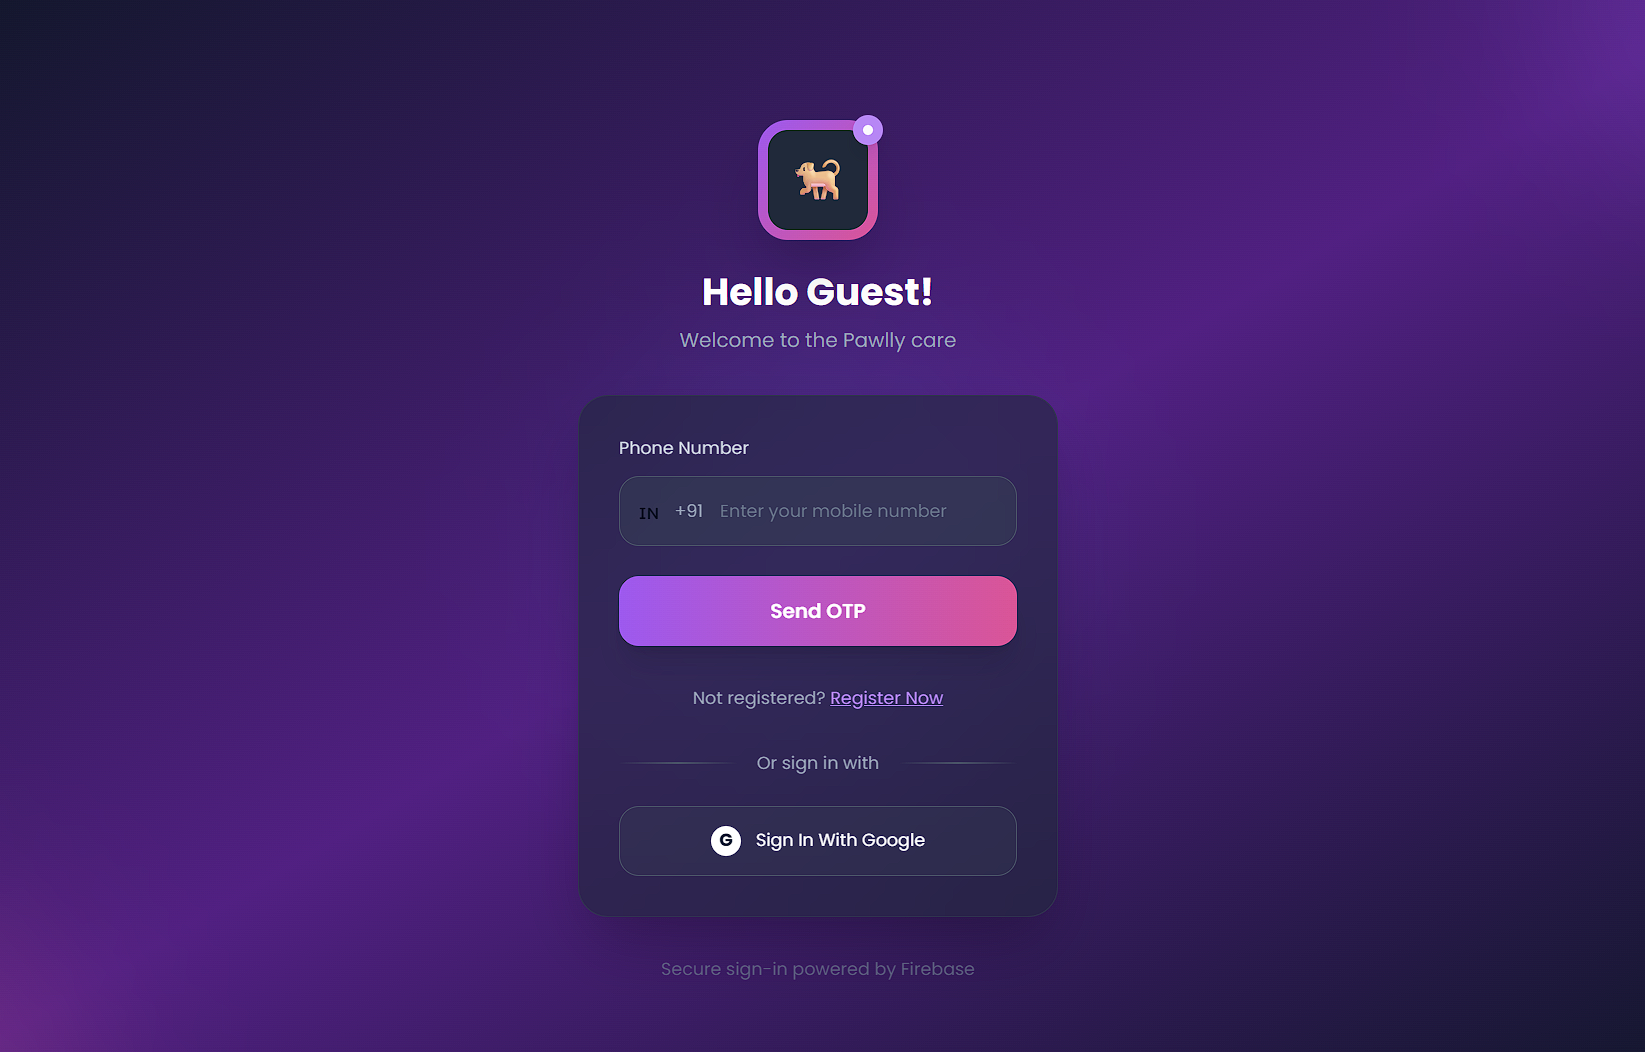 Hello Guest!
Welcome to the Pawlly care
Phone Number
IN +91 Enter your mobile number
Send OTP
Not registered? Register Now
Or sign in with
G Sign In With Google
Secure sign-in powered by Firebase